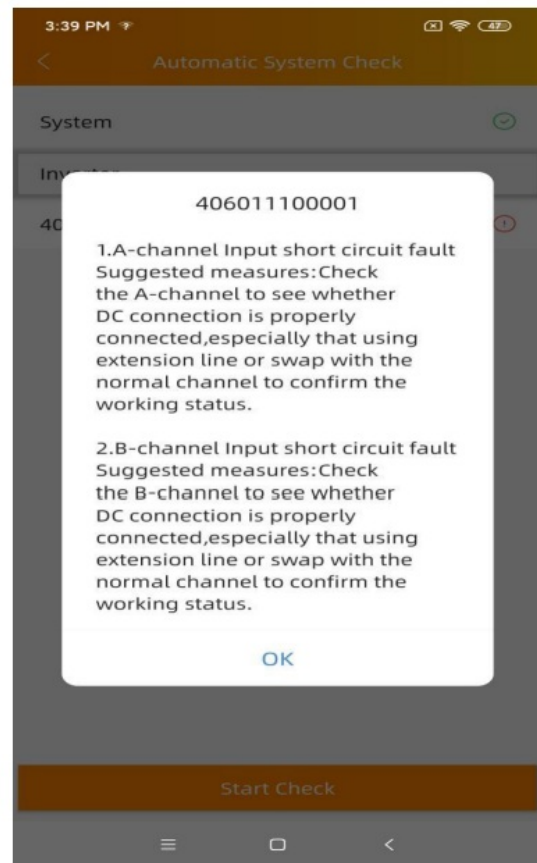 3:39 PM
47
Automatic System Check
System
406011100001
40
1.A-channel Input short circuit fault
Suggested measures:Check
the A-channel to see whether
DC connection is properly
connected,especially that using
extension line or swap with the
normal channel to confirm the
working status.
2.B-channel Input short circuit fault
Suggested measures:Check
the B-channel to see whether
DC connection is properly
connected,especially that using
extension line or swap with the
normal channel to confirm the
working status.
OK
Start Check